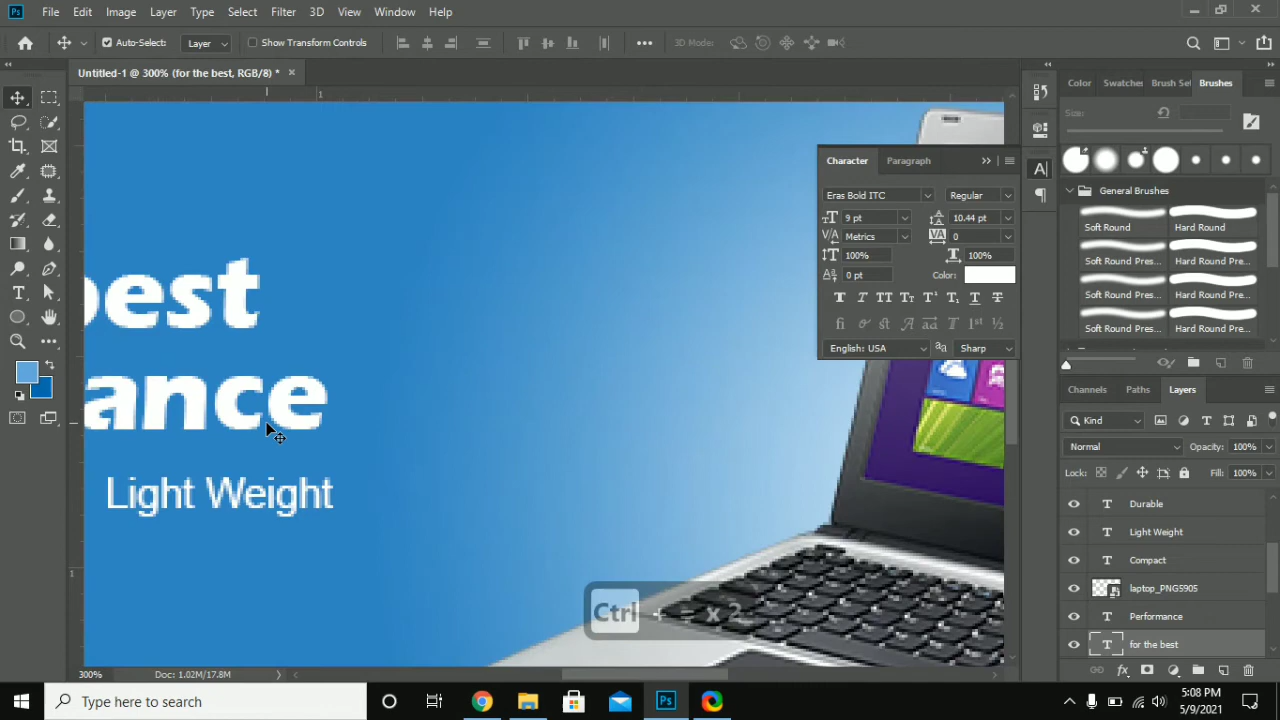 File Edit Image Layer Type Select Filter 3D View Window Help
Auto-Select: Layer Show Transform Controls 3D Mode:
Untitled-1 @ 300% (for the best, RGB/8) *
1
best
ance
Light Weight
1
Character Paragraph
Eras Bold ITC Regular
9 pt 10.44 pt
Metrics 0
100% 100%
0 pt Color:
English: USA Sharp
Color Swatches Brush Set Brushes
Size:
General Brushes
Soft Round Hard Round
Soft Round Pres... Hard Round Pre...
Soft Round Pres... Hard Round Pre...
Soft Round Pres... Hard Round Pre...
Channels Paths Layers
Kind
Normal Opacity: 100%
Lock: Fill: 100%
Durable
Light Weight
Compact
laptop_PNG5905
Performance
for the best
Ctrl + - x 2
300% Doc: 1.02M/17.8M
Type here to search
5:08 PM
5/9/2021